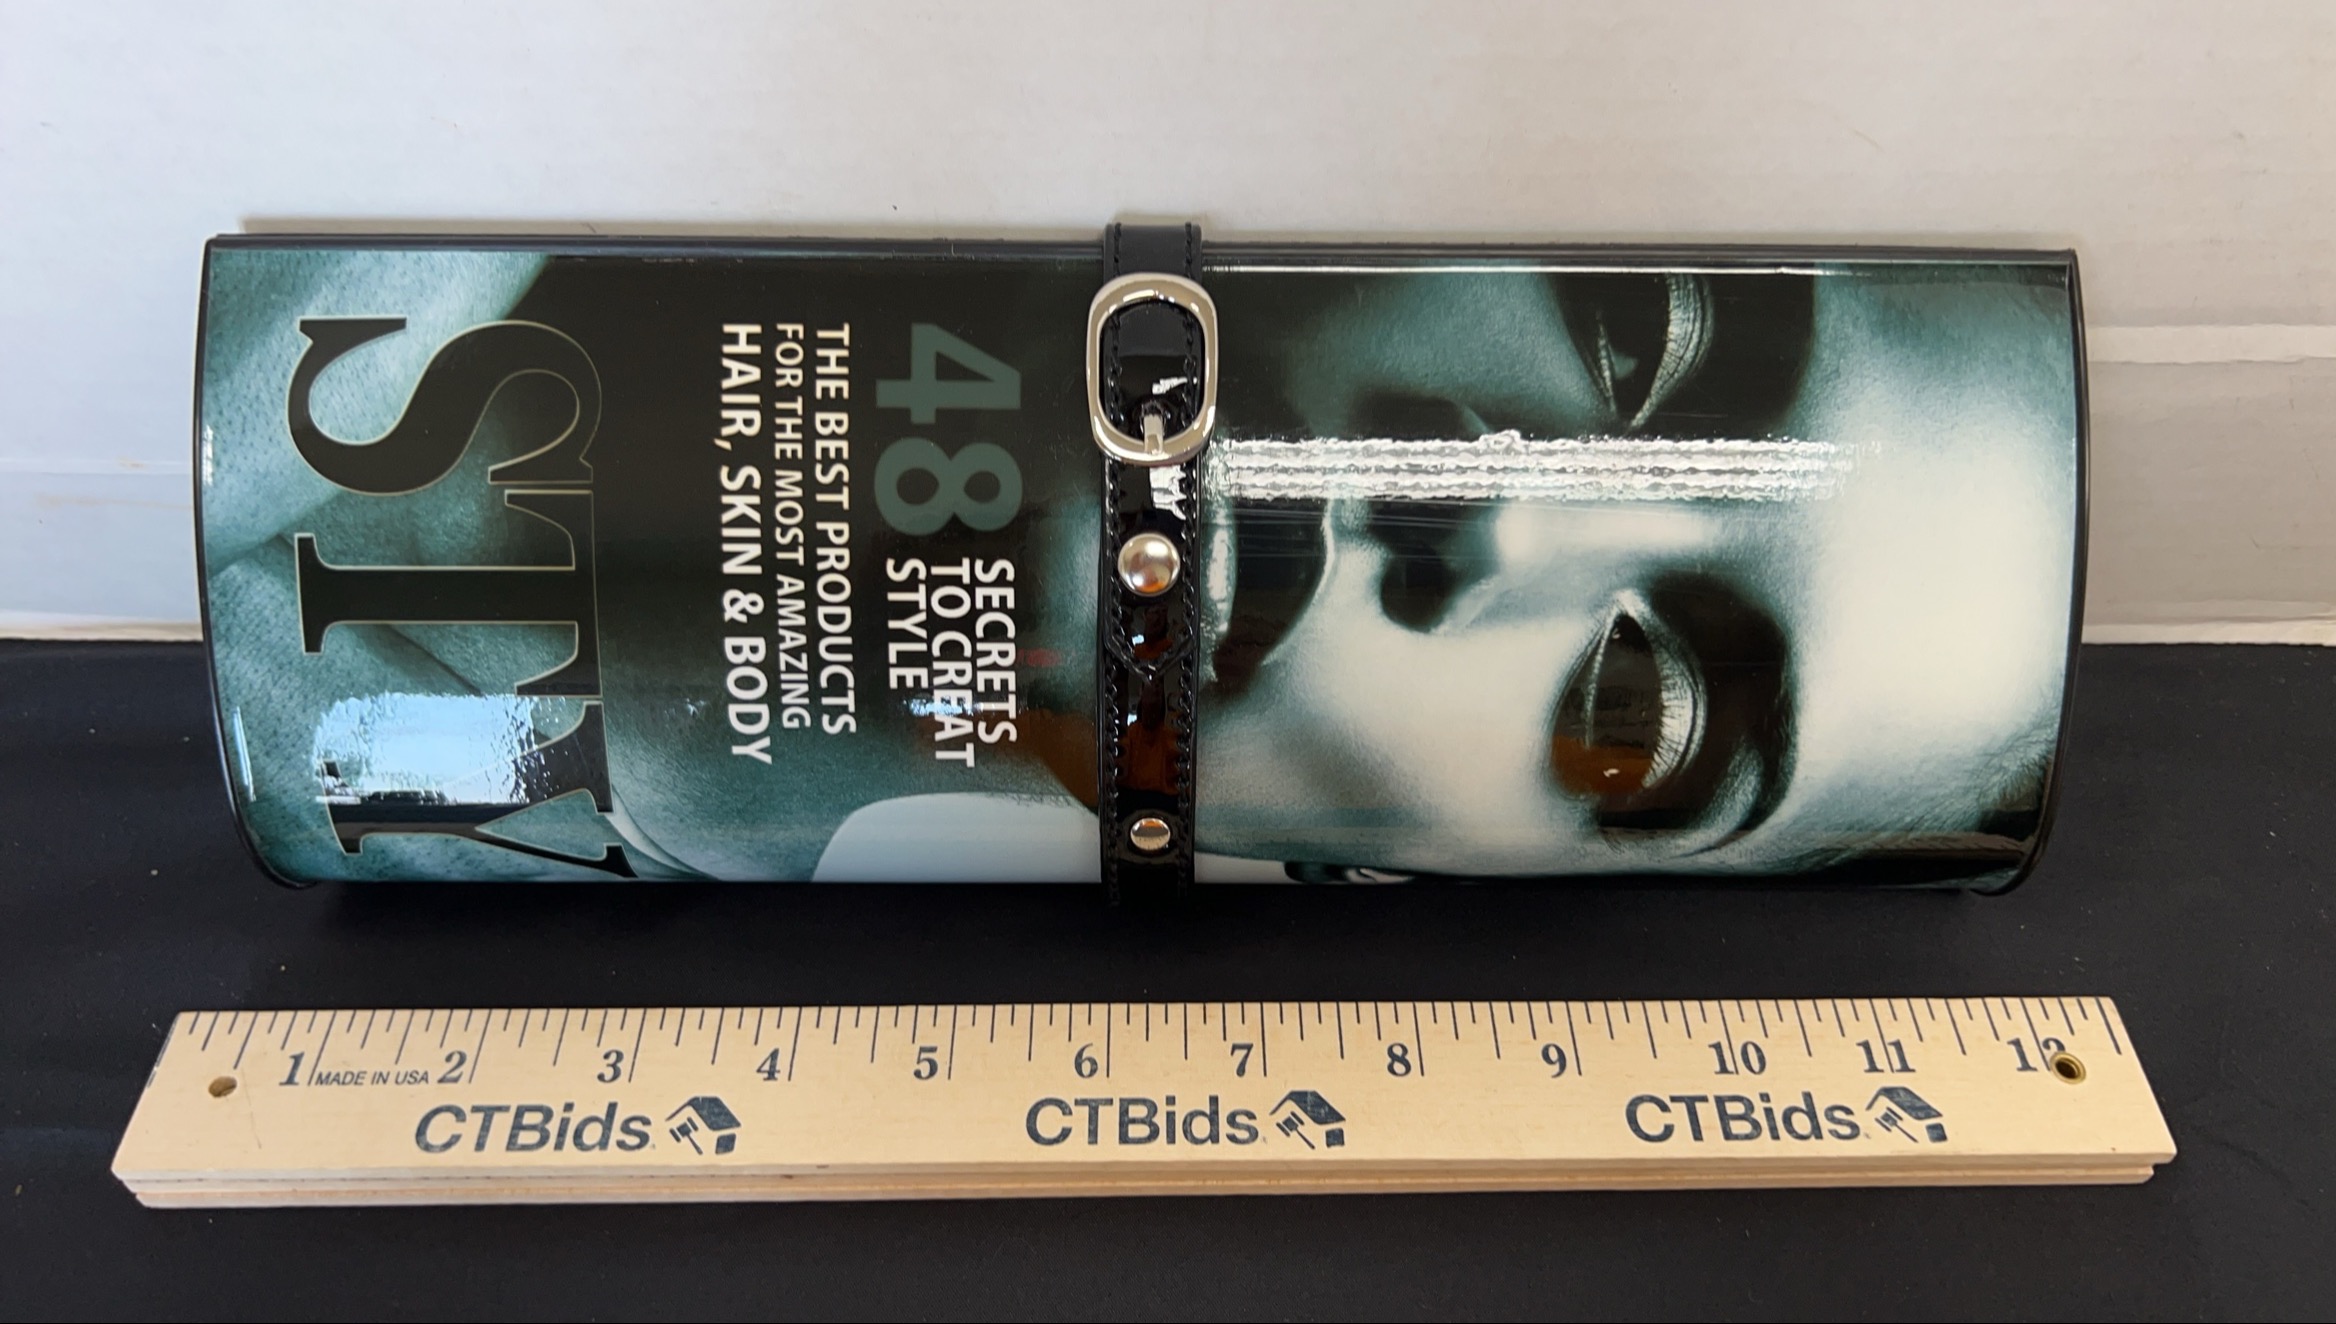 48
SECRETS
TO CREAT
STYLE
THE BEST PRODUCTS
FOR THE MOST AMAZING
HAIR, SKIN & BODY
STY
1 MADE IN USA 2 3 4 5 6 7 8 9 10 11 12
CTBids CTBids CTBids